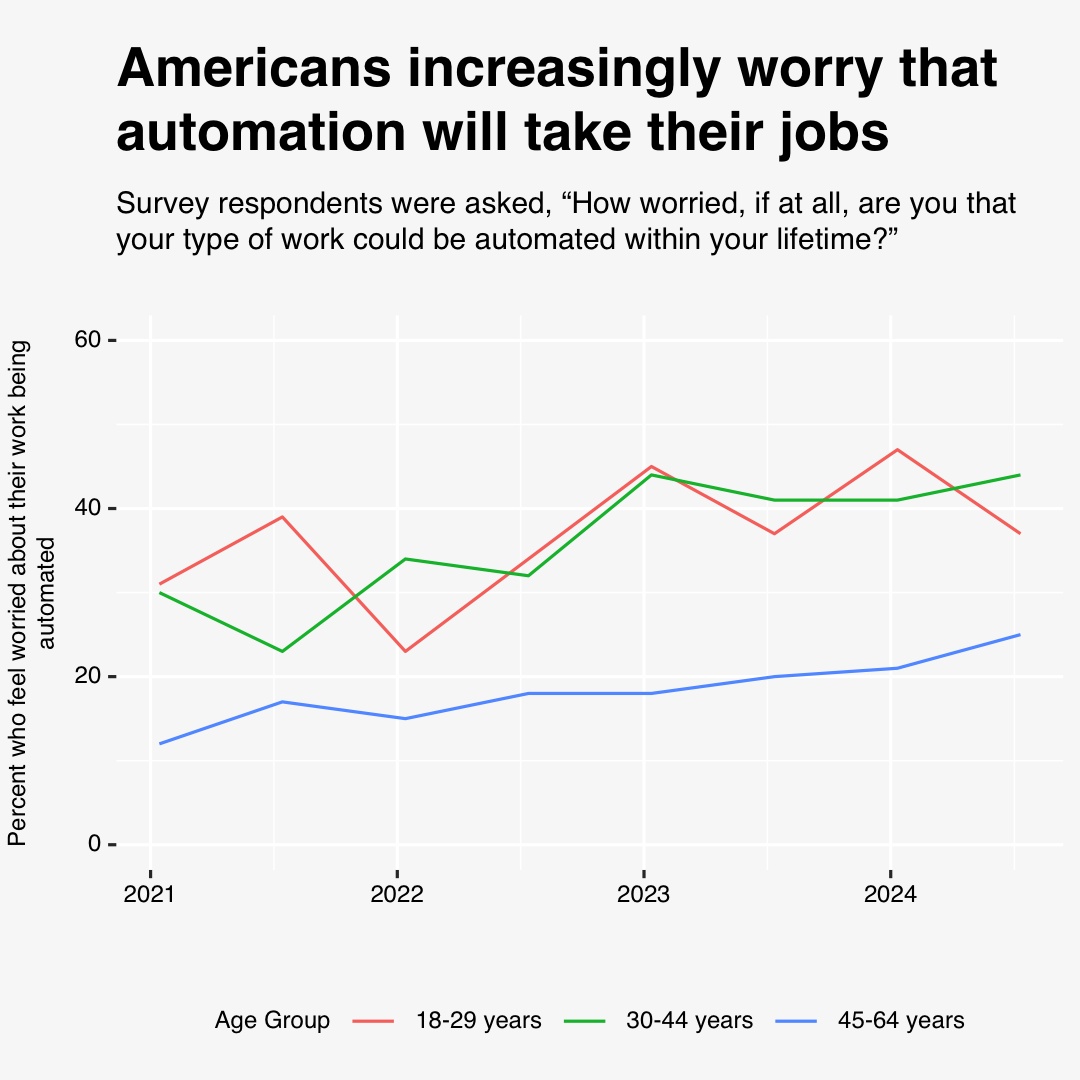 Americans increasingly worry that
automation will take their jobs
Survey respondents were asked, “How worried, if at all, are you that
your type of work could be automated within your lifetime?”
Percent who feel worried about their work being
automated
60
40
20
0
2021 2022 2023 2024
Age Group 18-29 years 30-44 years 45-64 years